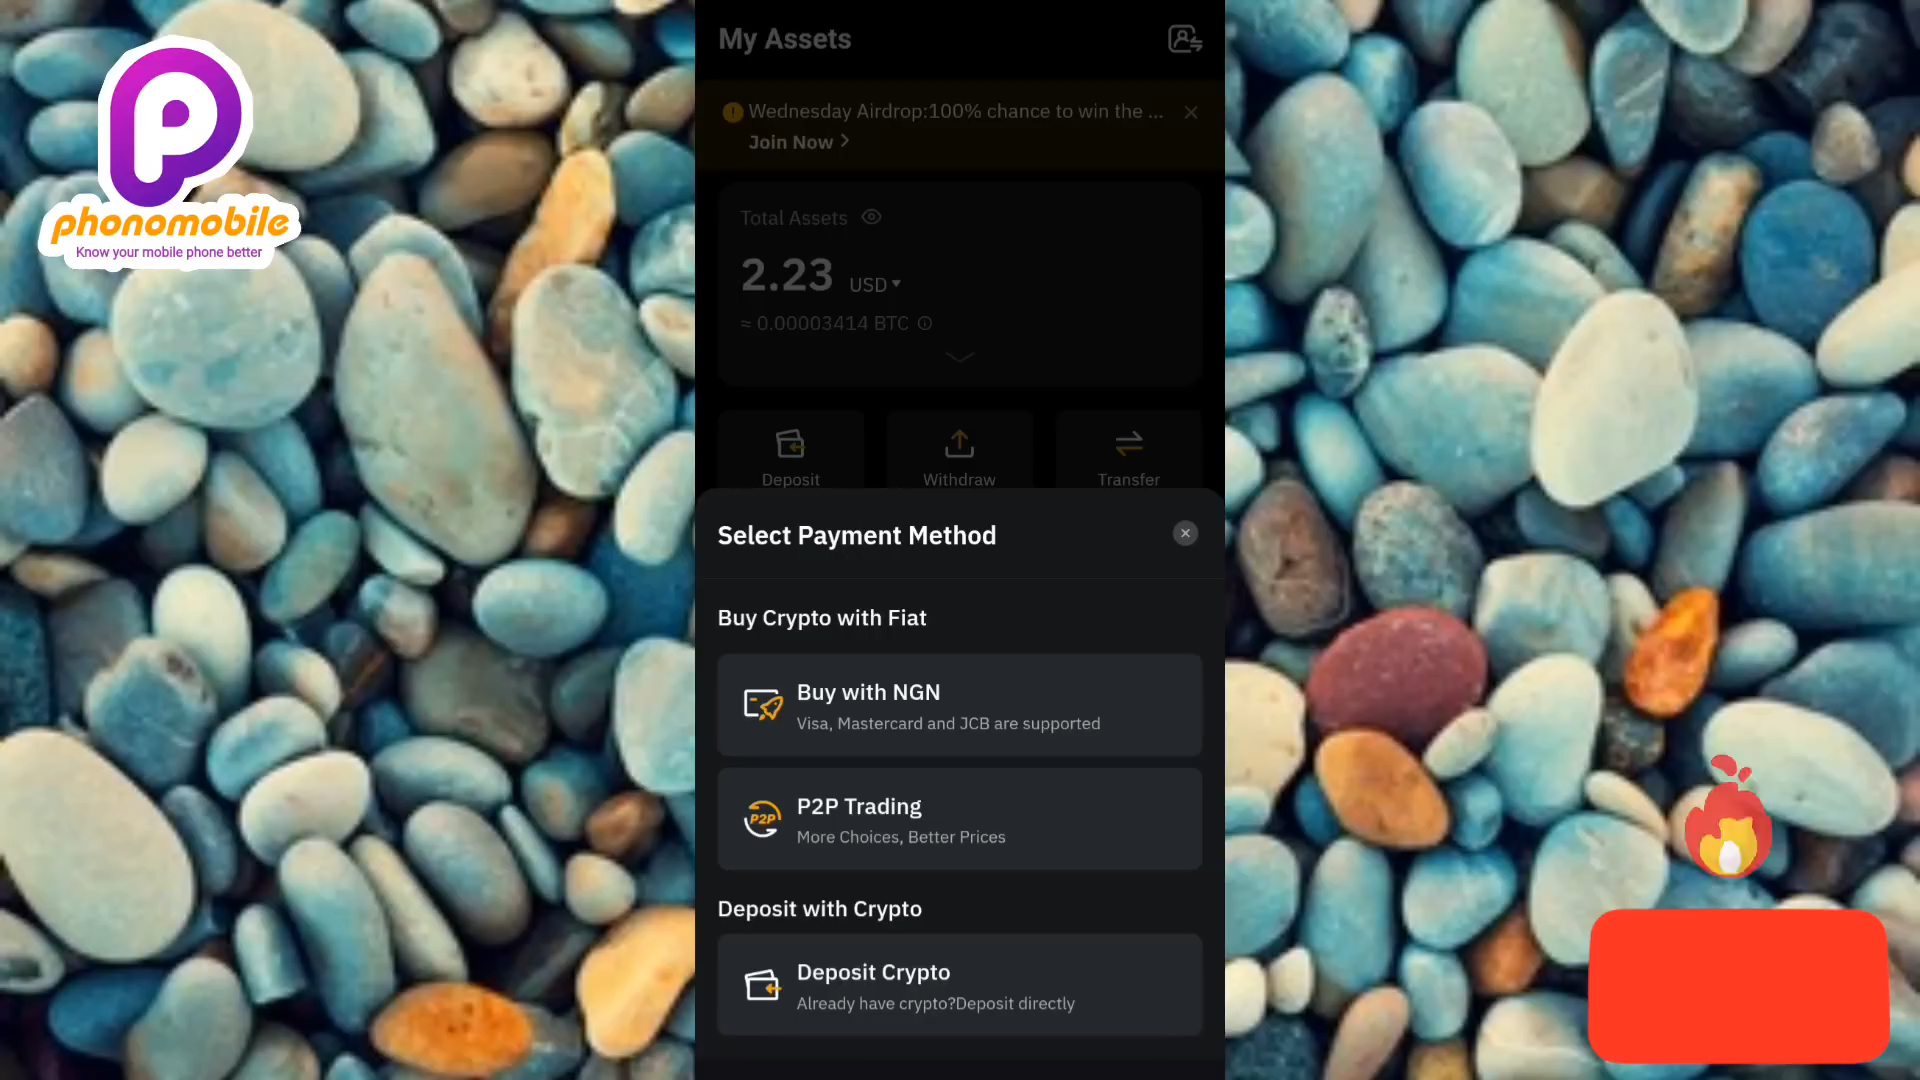 P
phonomobile
Know your mobile phone better
My Assets
Wednesday Airdrop:100% chance to win the ...
Join Now
Total Assets
2.23 USD
≈ 0.00003414 BTC
Deposit
Withdraw
Transfer
Select Payment Method
Buy Crypto with Fiat
Buy with NGN
Visa, Mastercard and JCB are supported
P2P
P2P Trading
More Choices, Better Prices
Deposit with Crypto
Deposit Crypto
Already have crypto?Deposit directly